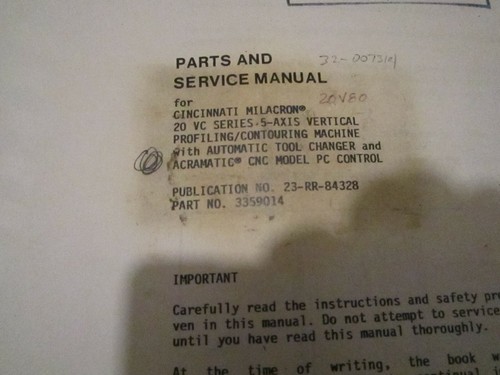 PARTS AND
SERVICE MANUAL
for
CINCINNATI MILACRON®
20V80
20 VC SERIES 5-AXIS VERTICAL
PROFILING/CONTOURING MACHINE
with AUTOMATIC TOOL CHANGER and
ACRAMATIC® CNC MODEL PC CONTROL
PUBLICATION NO. 23-RR-84328
PART NO. 3359014
IMPORTANT
Carefully read the instructions and safety pre
ven in this manual. Do not attempt to service
until you have read this manual thoroughly.
At the time of writing, the book w